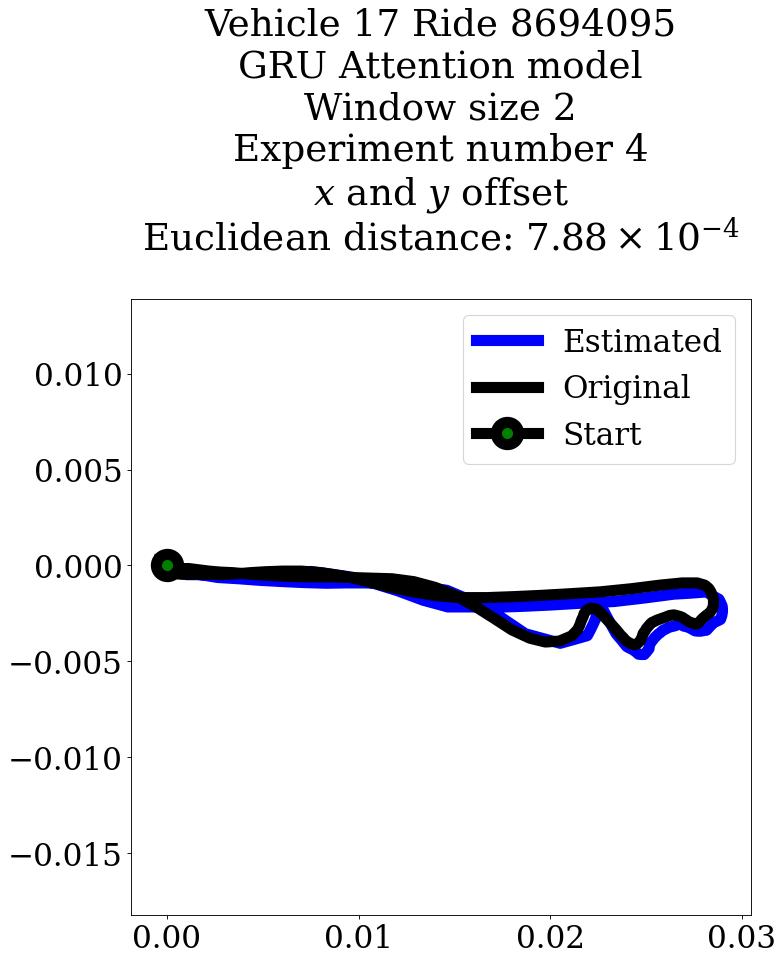 Vehicle 17 Ride 8694095
GRU Attention model
Window size 2
Experiment number 4
x and y offset
Euclidean distance: 7.88 × 10⁻⁴
Estimated
Original
Start
0.010
0.005
0.000
−0.005
−0.010
−0.015
0.00 0.01 0.02 0.03